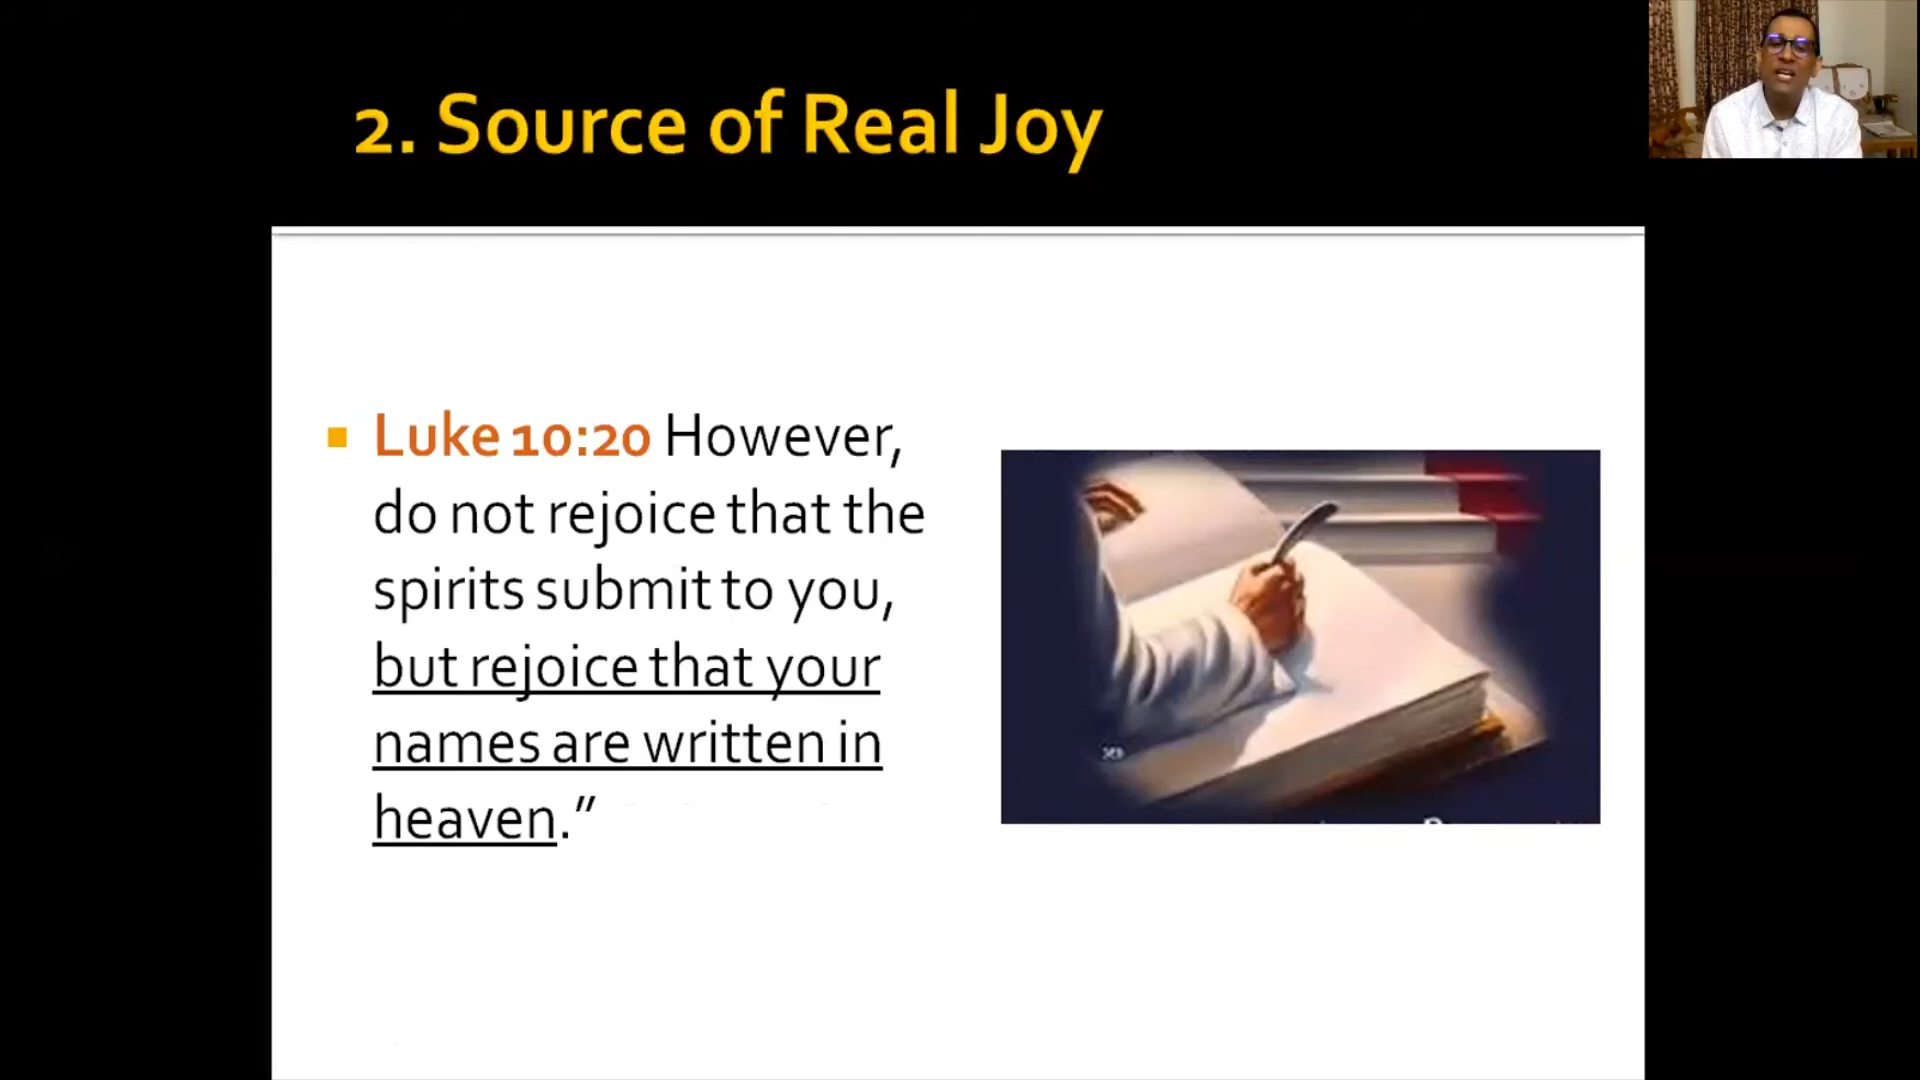 2. Source of Real Joy
Luke 10:20 However,
do not rejoice that the
spirits submit to you,
but rejoice that your
names are written in
heaven.”